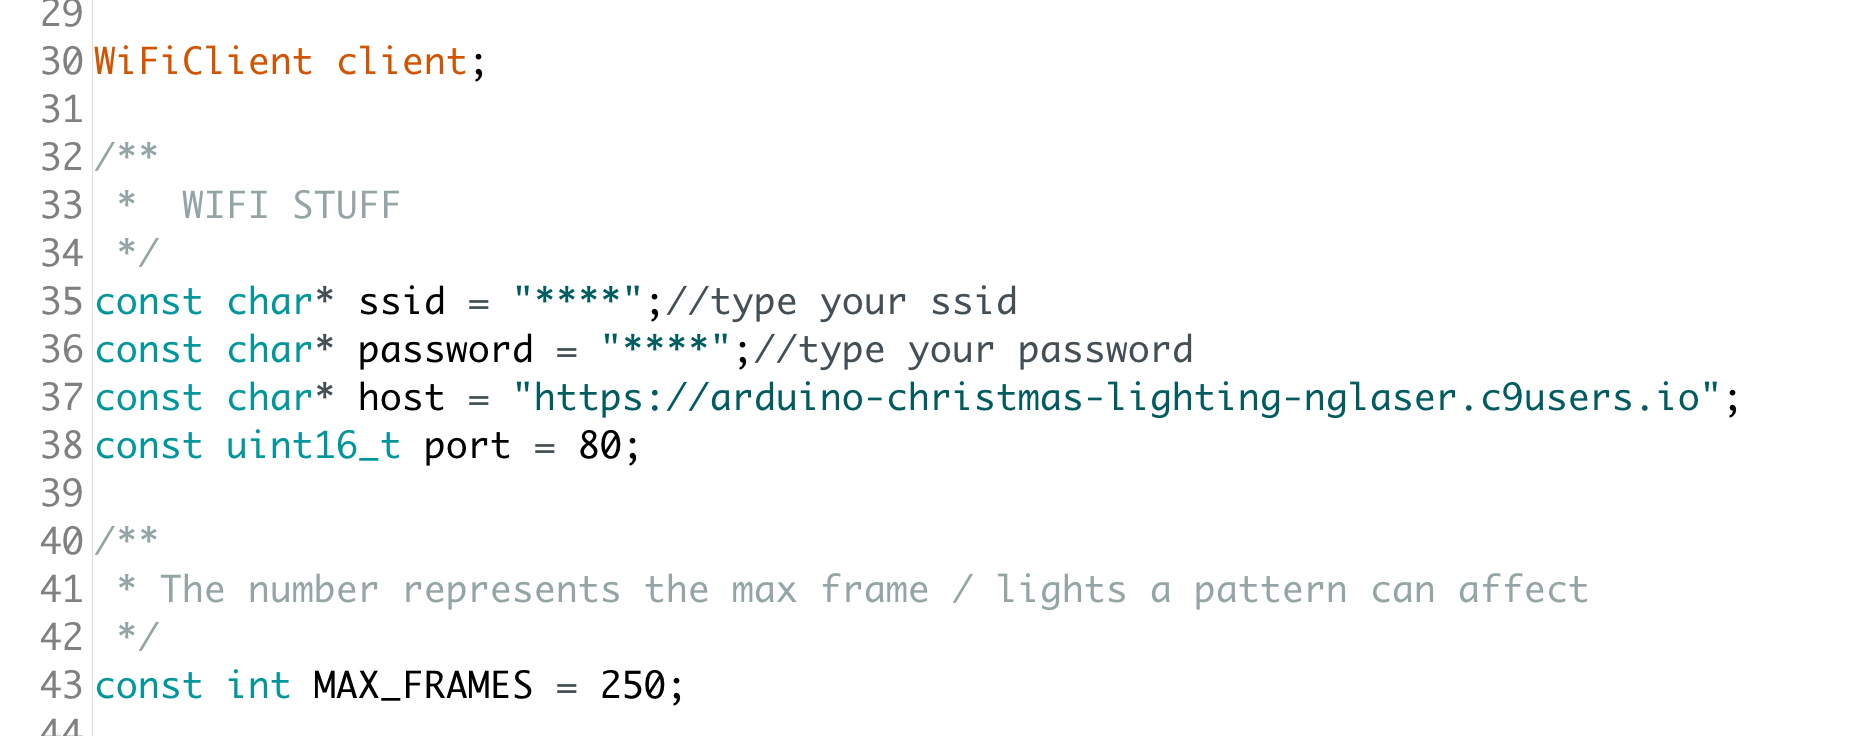 29
30 WiFiClient client;
31
32 /**
33  *  WIFI STUFF
34  */
35 const char* ssid = "****";//type your ssid
36 const char* password = "****";//type your password
37 const char* host = "https://arduino-christmas-lighting-nglaser.c9users.io";
38 const uint16_t port = 80;
39
40 /**
41  * The number represents the max frame / lights a pattern can affect
42  */
43 const int MAX_FRAMES = 250;
44